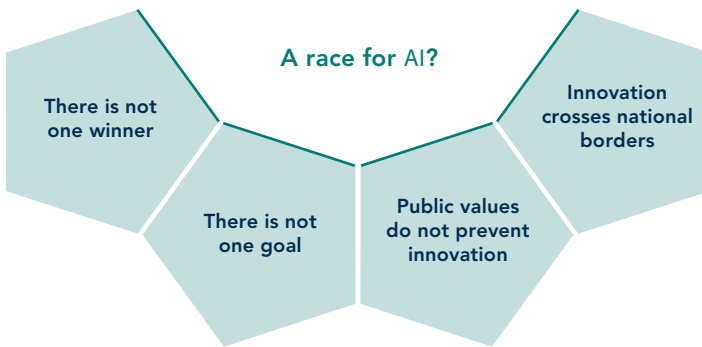 A race for AI?
There is not
one winner
There is not
one goal
Public values
do not prevent
innovation
Innovation
crosses national
borders